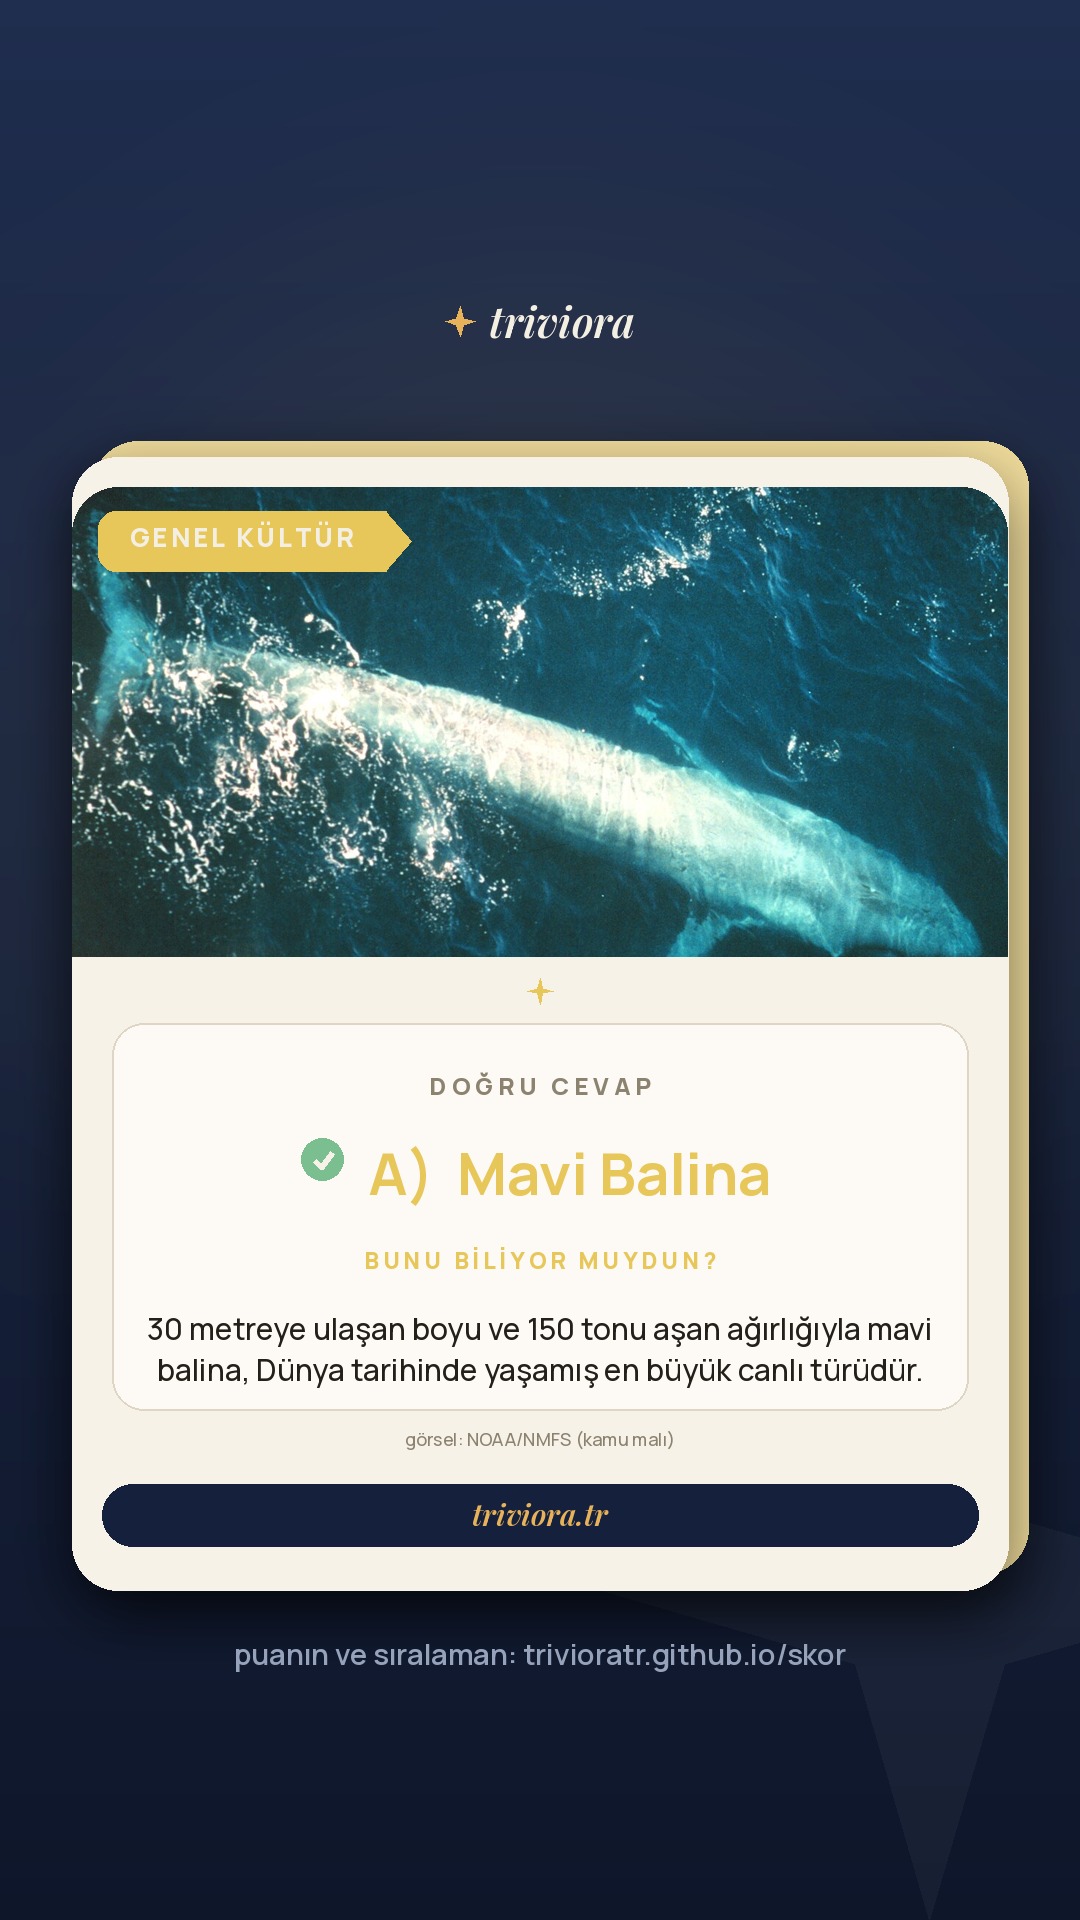 triviora
GENEL KÜLTÜR
DOĞRU CEVAP
A) Mavi Balina
BUNU BİLİYOR MUYDUN?
30 metreye ulaşan boyu ve 150 tonu aşan ağırlığıyla mavi
balina, Dünya tarihinde yaşamış en büyük canlı türüdür.
görsel: NOAA/NMFS (kamu malı)
triviora.tr
puanın ve sıralaman: trivioratr.github.io/skor